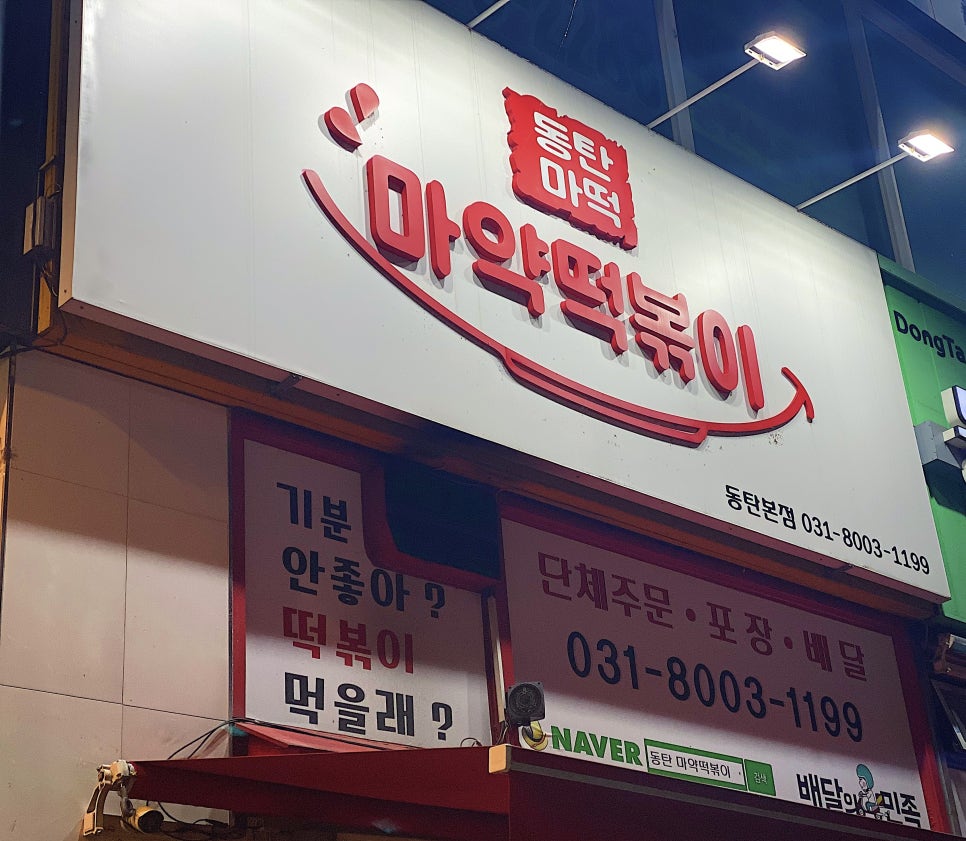 동탄
마떡
마약떡볶이
동탄본점 031-8003-1199
DongTa
기분
안좋아?
떡볶이
먹을래?
단체주문·포장·배달
031-8003-1199
NAVER 동탄 마약떡볶이 검색
배달의민족